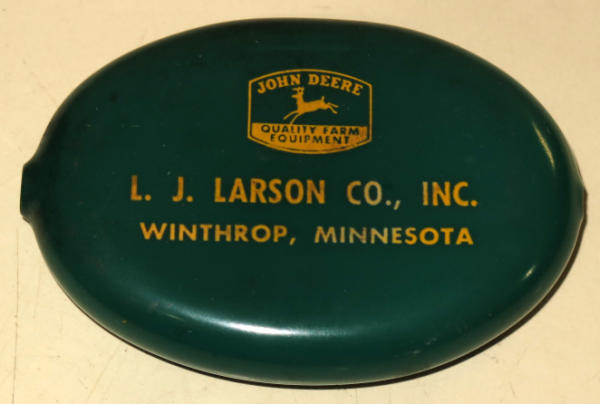 JOHN DEERE
QUALITY FARM
EQUIPMENT
L. J. LARSON CO., INC.
WINTHROP, MINNESOTA